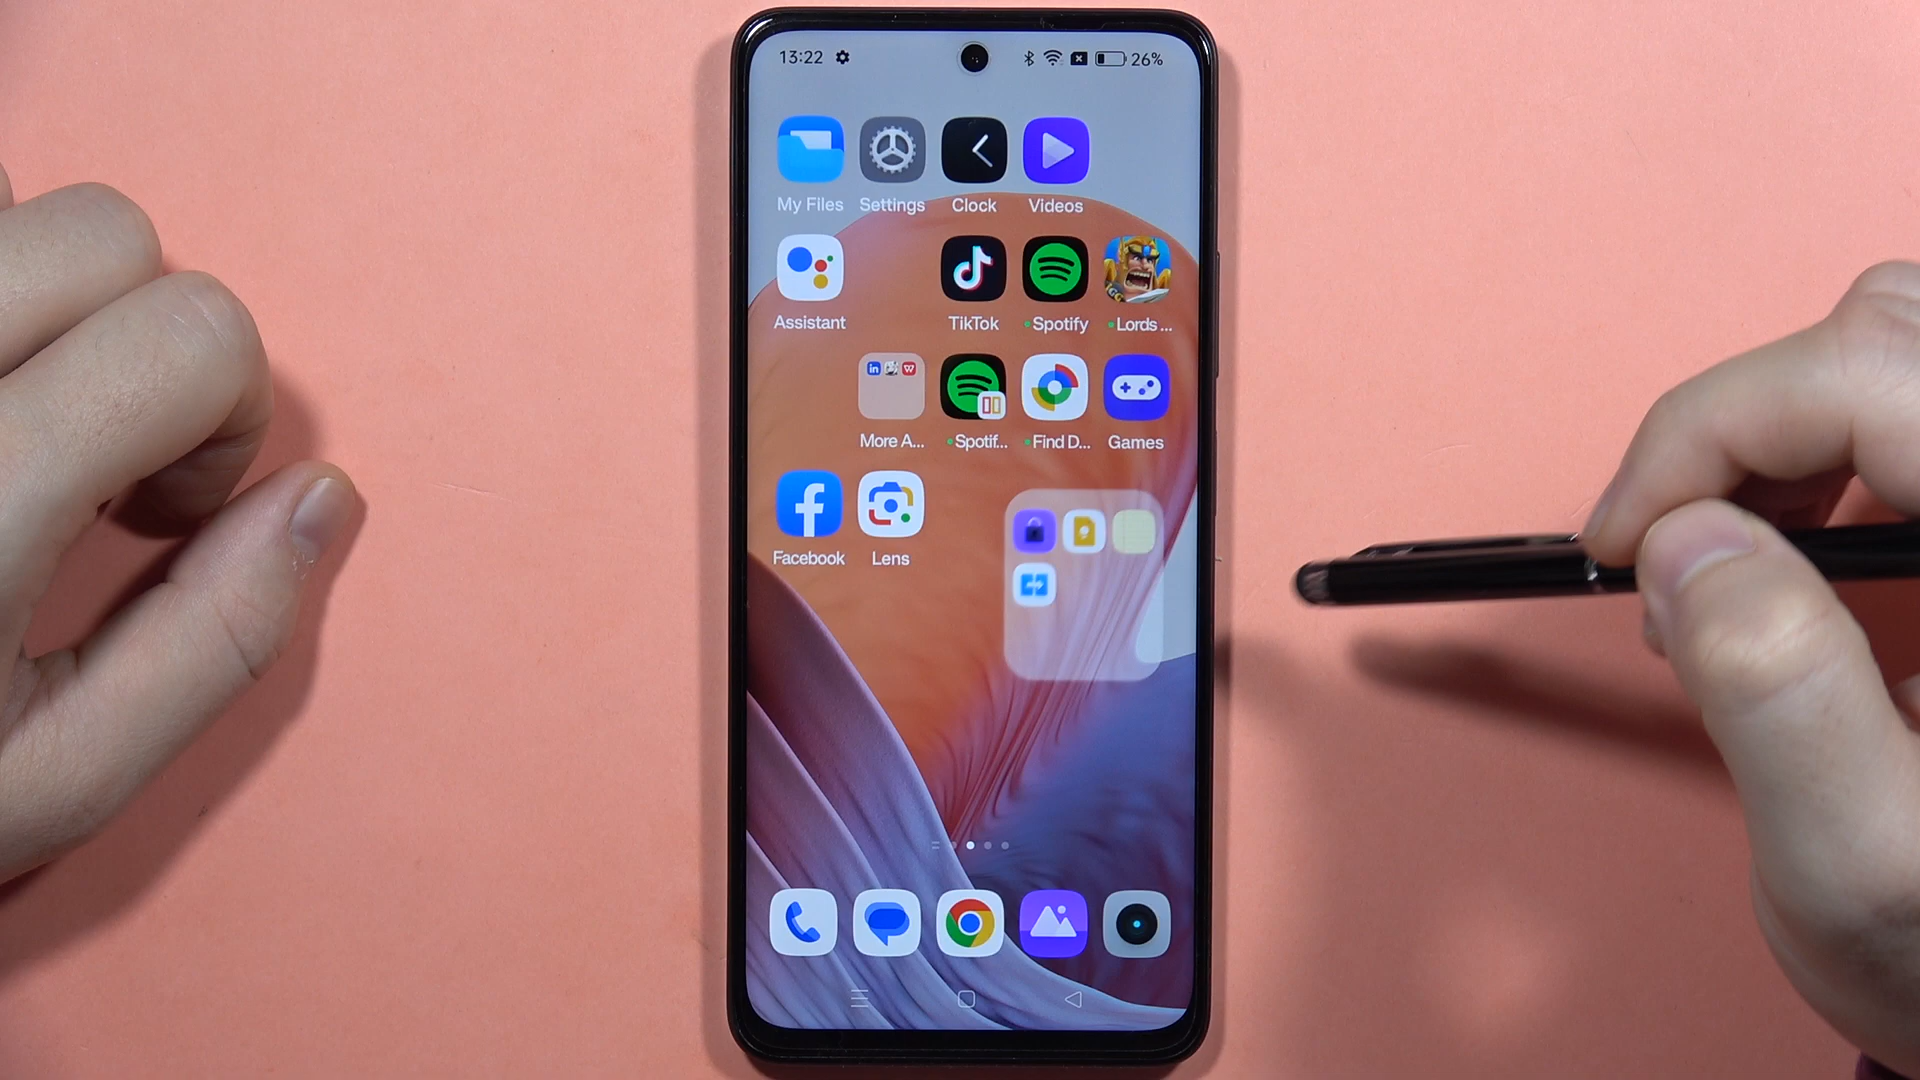 13:22 26%
My Files Settings Clock Videos
Assistant TikTok Spotify Lords ...
More A... Spotif... Find D... Games
Facebook Lens